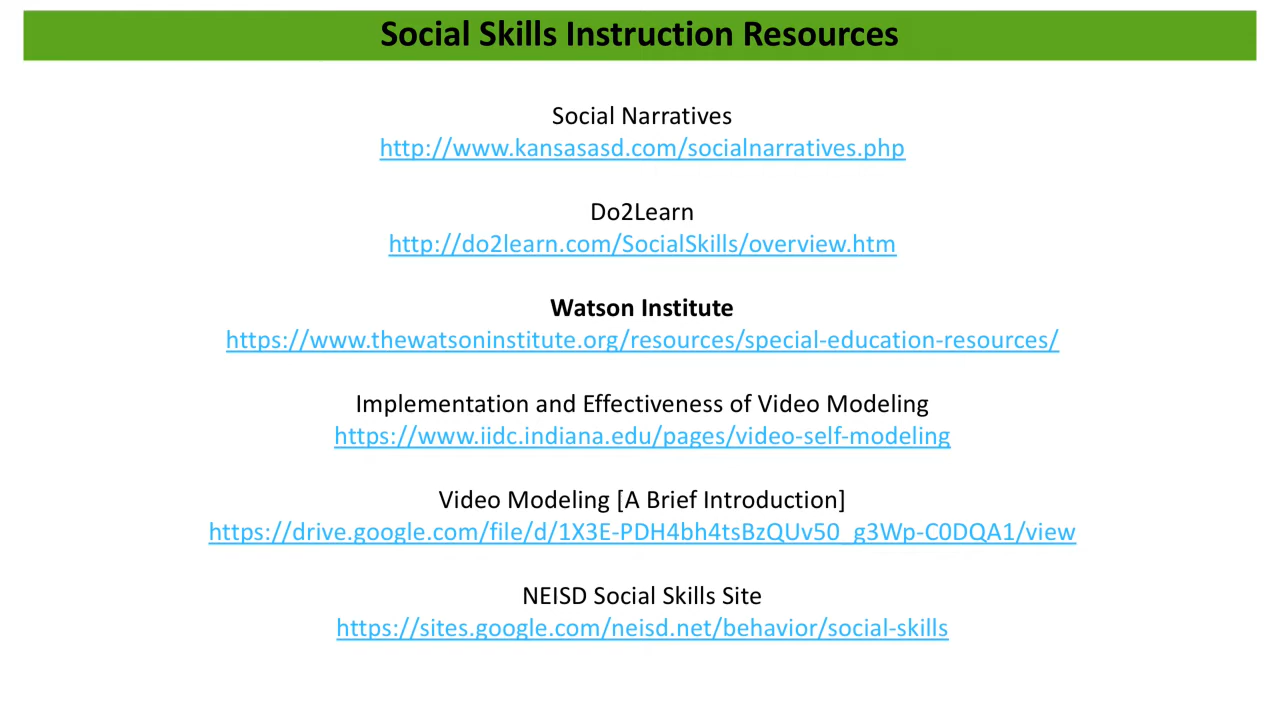 Social Skills Instruction Resources
Social Narratives
http://www.kansasasd.com/socialnarratives.php
Do2Learn
http://do2learn.com/SocialSkills/overview.htm
Watson Institute
https://www.thewatsoninstitute.org/resources/special-education-resources/
Implementation and Effectiveness of Video Modeling
https://www.iidc.indiana.edu/pages/video-self-modeling
Video Modeling [A Brief Introduction]
https://drive.google.com/file/d/1X3E-PDH4bh4tsBzQUv50_g3Wp-C0DQA1/view
NEISD Social Skills Site
https://sites.google.com/neisd.net/behavior/social-skills